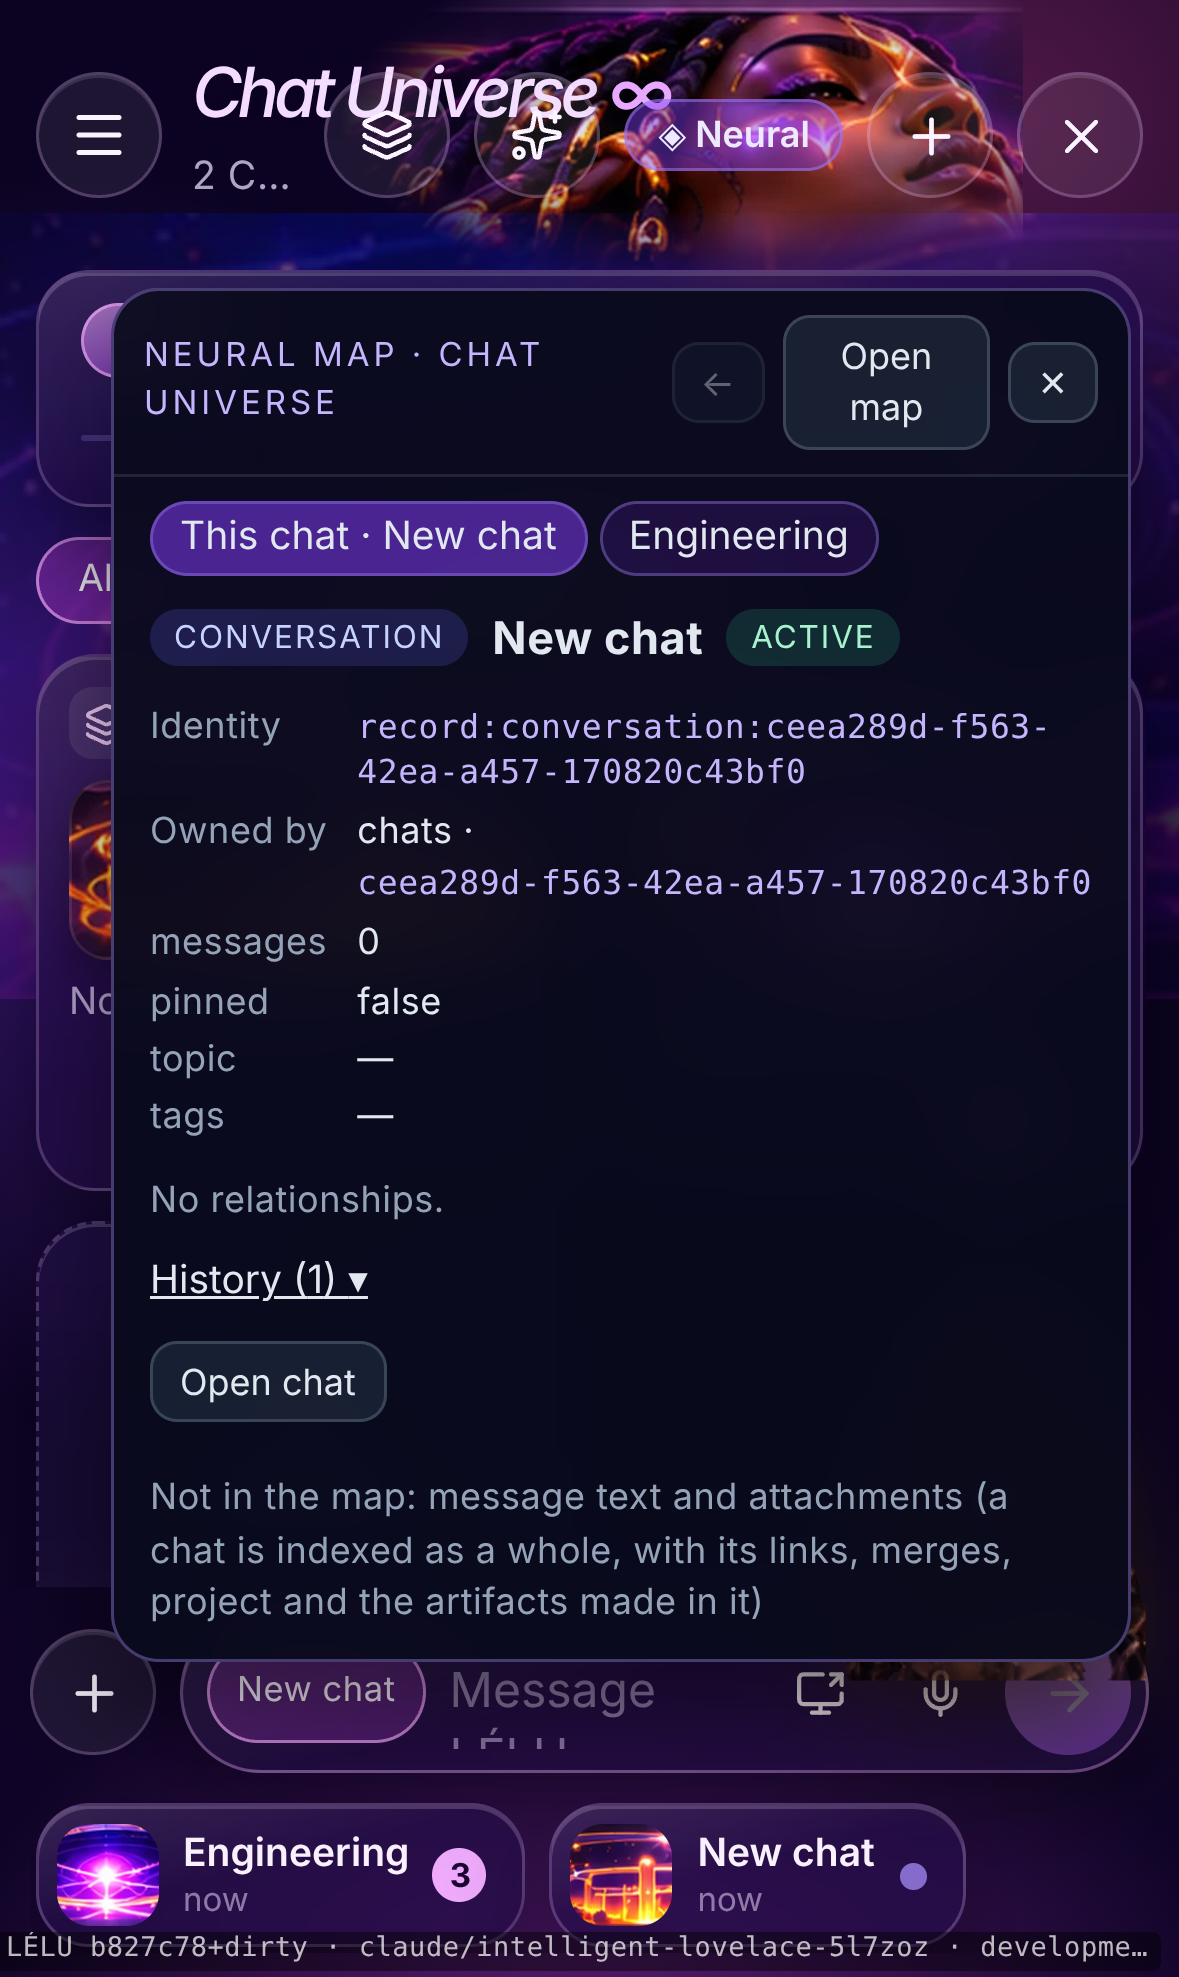 Chat Universe ∞
2 C...
◈ Neural
NEURAL MAP · CHAT
UNIVERSE
←
Open
map
✕
This chat · New chat
Engineering
CONVERSATION
New chat
ACTIVE
Identity
record:conversation:ceea289d-f563-
42ea-a457-170820c43bf0
Owned by
chats ·
ceea289d-f563-42ea-a457-170820c43bf0
messages 0
pinned false
topic —
tags —
No relationships.
History (1) ▾
Open chat
Not in the map: message text and attachments (a
chat is indexed as a whole, with its links, merges,
project and the artifacts made in it)
New chat
Message
Engineering
now
3
New chat
now
LÉLU b827c78+dirty · claude/intelligent-lovelace-5l7zoz · developme…